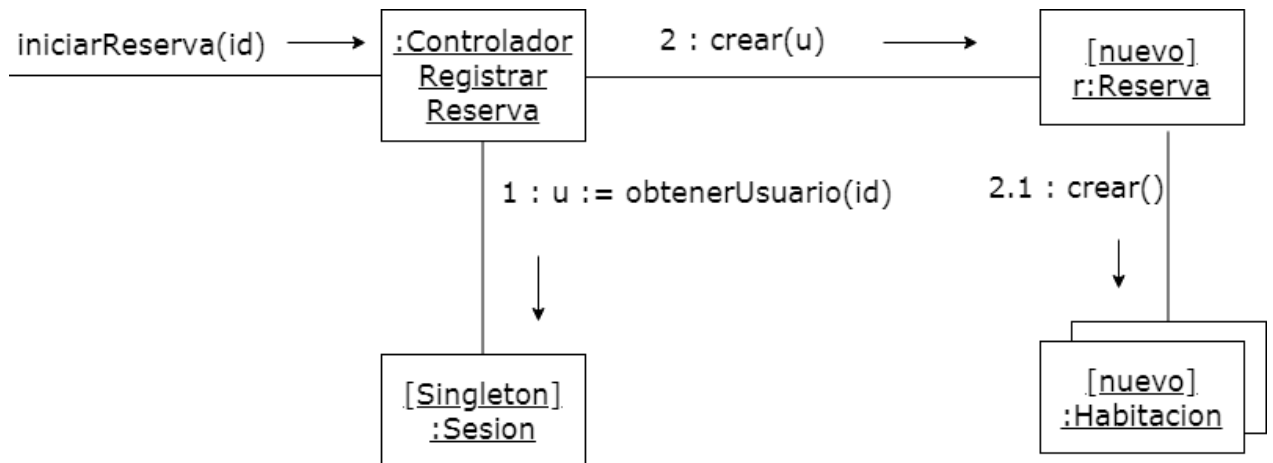 iniciarReserva(id)
:Controlador
Registrar
Reserva
2 : crear(u)
[nuevo]
r:Reserva
1 : u := obtenerUsuario(id)
2.1 : crear()
[Singleton]
:Sesion
[nuevo]
:Habitacion